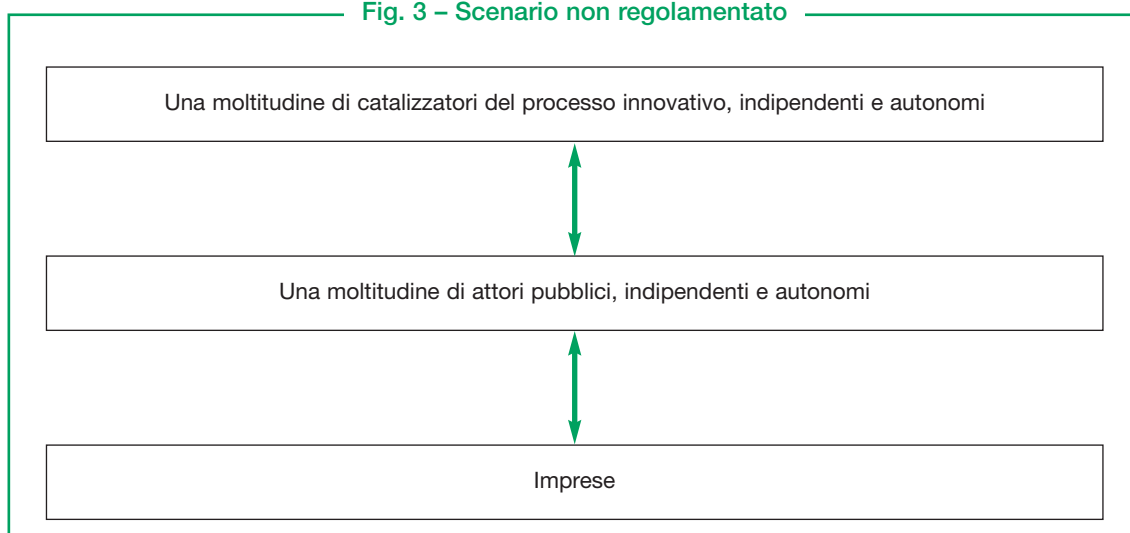 Fig. 3 – Scenario non regolamentato
Una moltitudine di catalizzatori del processo innovativo, indipendenti e autonomi
Una moltitudine di attori pubblici, indipendenti e autonomi
Imprese